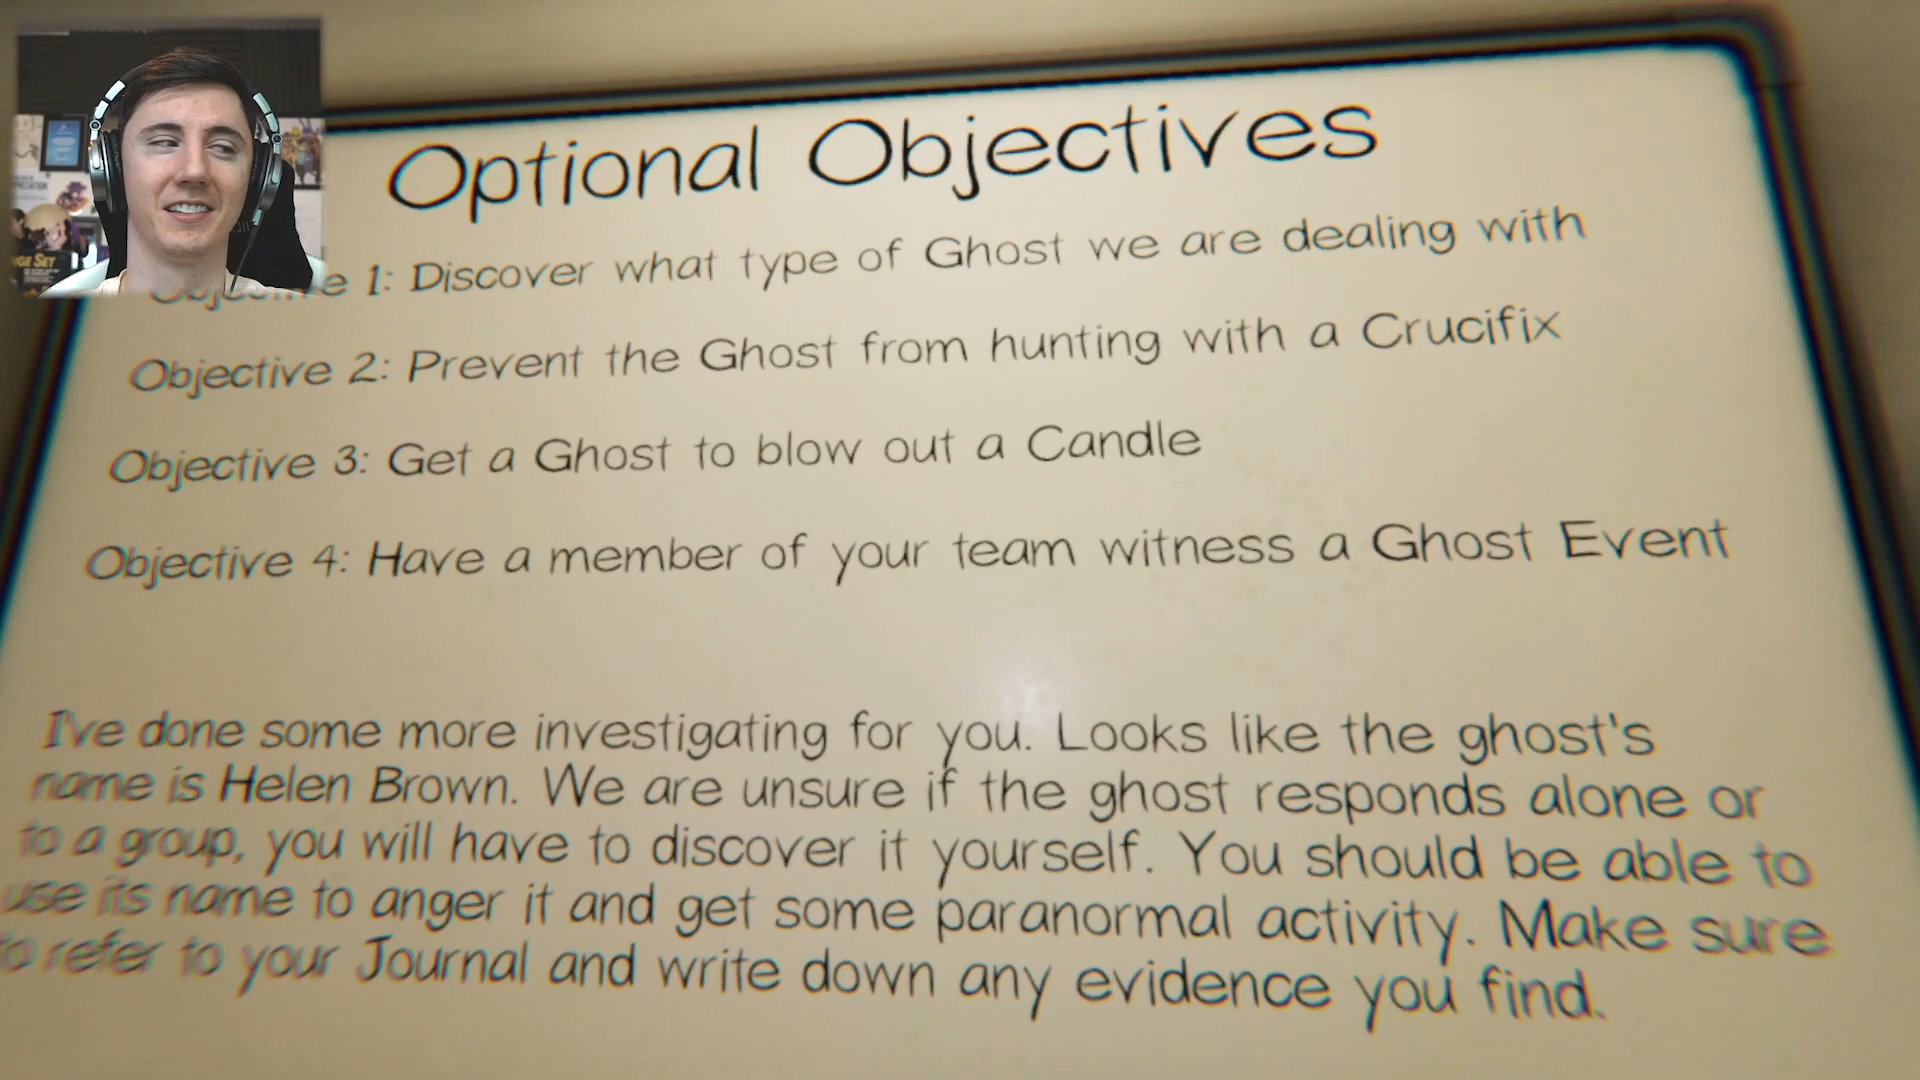 Optional Objectives
e 1: Discover what type of Ghost we are dealing with
Objective 2: Prevent the Ghost from hunting with a Crucifix
Objective 3: Get a Ghost to blow out a Candle
Objective 4: Have a member of your team witness a Ghost Event
I've done some more investigating for you. Looks like the ghost's
name is Helen Brown. We are unsure if the ghost responds alone or
to a group, you will have to discover it yourself. You should be able to
use its name to anger it and get some paranormal activity. Make sure
to refer to your Journal and write down any evidence you find.